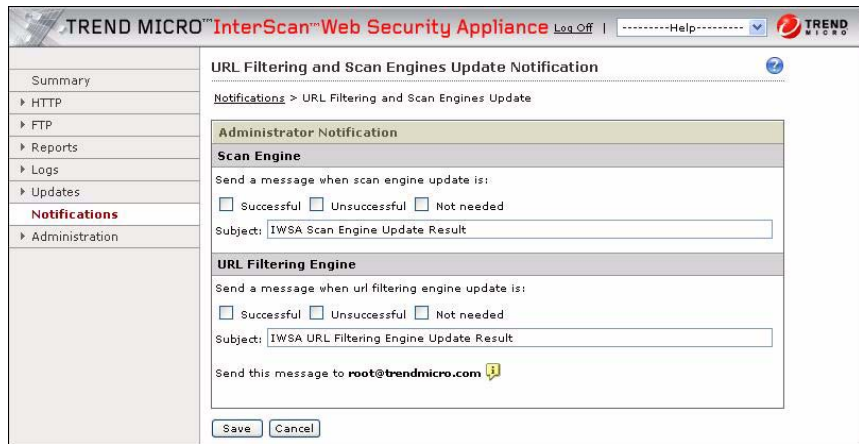 TREND MICRO™ InterScan™ Web Security Appliance Log Off | ---------Help--------- TREND MICRO
Summary
HTTP
FTP
Reports
Logs
Updates
Notifications
Administration
URL Filtering and Scan Engines Update Notification
Notifications > URL Filtering and Scan Engines Update
Administrator Notification
Scan Engine
Send a message when scan engine update is:
Successful Unsuccessful Not needed
Subject: IWSA Scan Engine Update Result
URL Filtering Engine
Send a message when url filtering engine update is:
Successful Unsuccessful Not needed
Subject: IWSA URL Filtering Engine Update Result
Send this message to root@trendmicro.com
Save Cancel